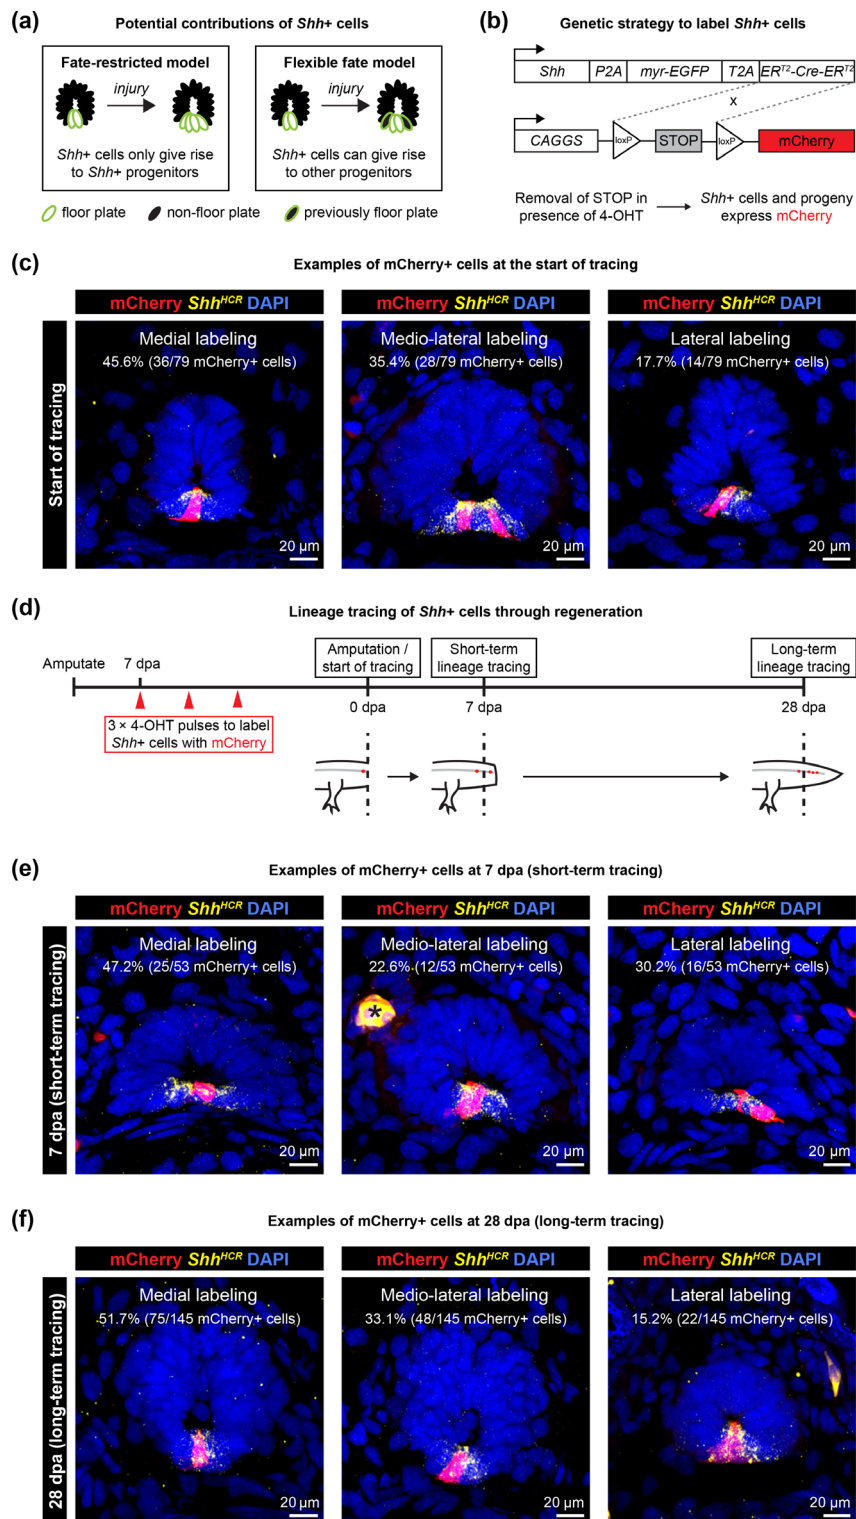 (a)
Potential contributions of Shh+ cells
Fate-restricted model
injury
Shh+ cells only give rise
to Shh+ progenitors
Flexible fate model
injury
Shh+ cells can give rise
to other progenitors
floor plate
non-floor plate
previously floor plate
(b)
Genetic strategy to label Shh+ cells
Shh
P2A
myr-EGFP
T2A
ERT2-Cre-ERT2
x
CAGGS
loxP
STOP
loxP
mCherry
Removal of STOP in
presence of 4-OHT
Shh+ cells and progeny
express mCherry
(c)
Examples of mCherry+ cells at the start of tracing
Start of tracing
mCherry ShhHCR DAPI
Medial labeling
45.6% (36/79 mCherry+ cells)
20 µm
mCherry ShhHCR DAPI
Medio-lateral labeling
35.4% (28/79 mCherry+ cells)
20 µm
mCherry ShhHCR DAPI
Lateral labeling
17.7% (14/79 mCherry+ cells)
20 µm
(d)
Lineage tracing of Shh+ cells through regeneration
Amputate
7 dpa
3 × 4-OHT pulses to label
Shh+ cells with mCherry
Amputation /
start of tracing
0 dpa
Short-term
lineage tracing
7 dpa
Long-term
lineage tracing
28 dpa
(e)
Examples of mCherry+ cells at 7 dpa (short-term tracing)
7 dpa (short-term tracing)
mCherry ShhHCR DAPI
Medial labeling
47.2% (25/53 mCherry+ cells)
20 µm
mCherry ShhHCR DAPI
Medio-lateral labeling
22.6% (12/53 mCherry+ cells)
*
20 µm
mCherry ShhHCR DAPI
Lateral labeling
30.2% (16/53 mCherry+ cells)
20 µm
(f)
Examples of mCherry+ cells at 28 dpa (long-term tracing)
28 dpa (long-term tracing)
mCherry ShhHCR DAPI
Medial labeling
51.7% (75/145 mCherry+ cells)
20 µm
mCherry ShhHCR DAPI
Medio-lateral labeling
33.1% (48/145 mCherry+ cells)
20 µm
mCherry ShhHCR DAPI
Lateral labeling
15.2% (22/145 mCherry+ cells)
20 µm